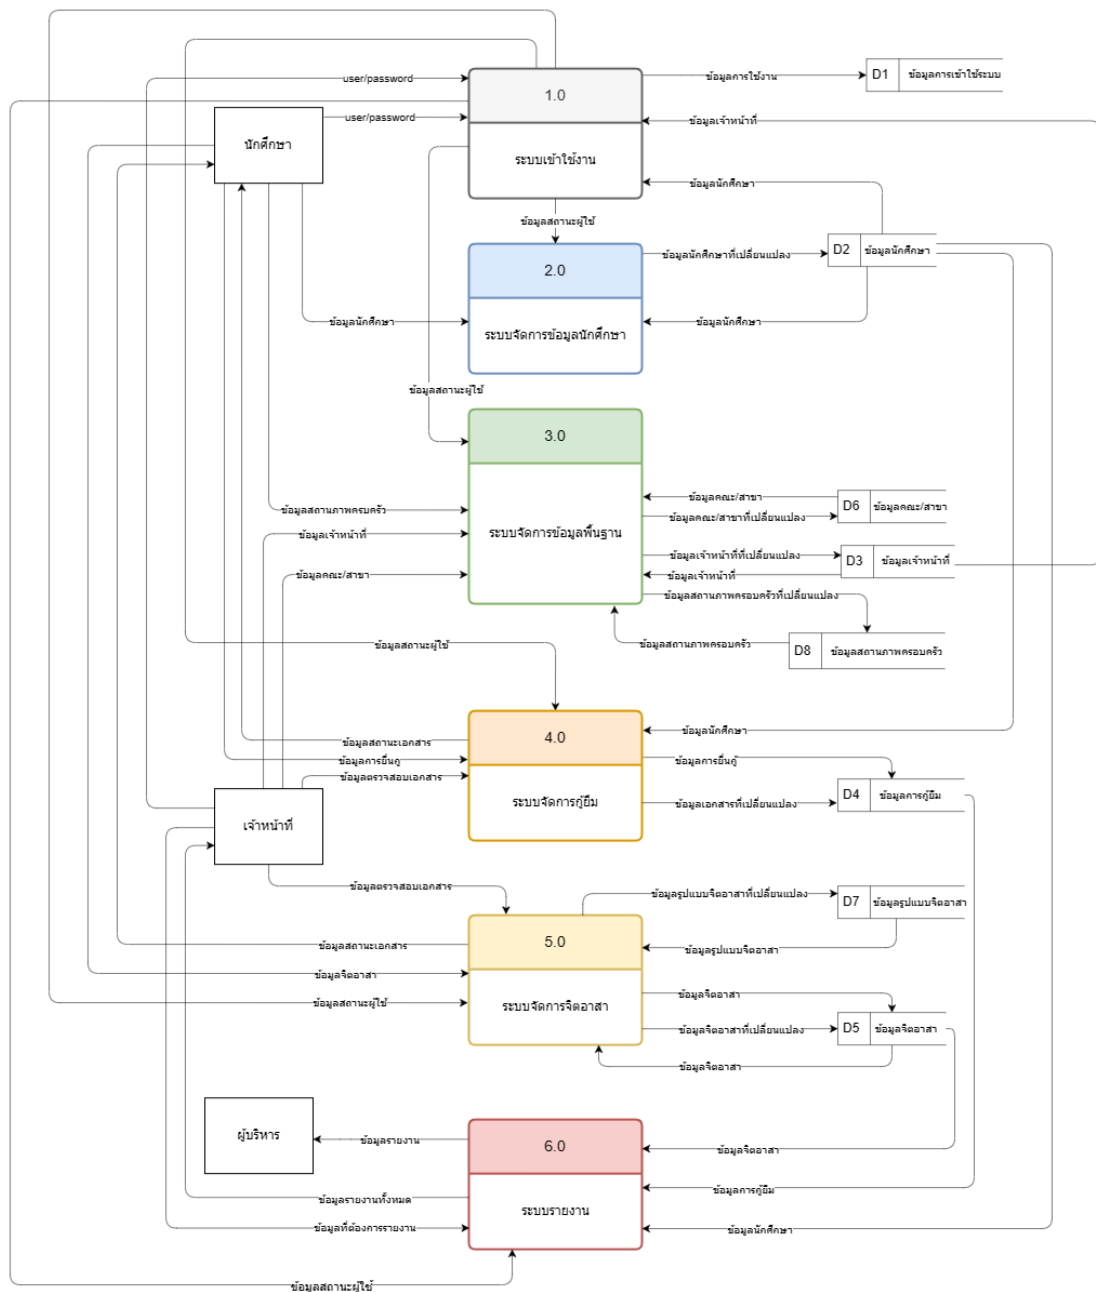 user/password
ข้อมูลการใช้งาน
D1
ข้อมูลการเข้าใช้ระบบ
1.0
user/password
ข้อมูลเจ้าหน้าที่
นักศึกษา
ระบบเข้าใช้งาน
ข้อมูลนักศึกษา
ข้อมูลสถานะผู้ใช้
D2
ข้อมูลนักศึกษา
ข้อมูลนักศึกษาที่เปลี่ยนแปลง
2.0
ข้อมูลนักศึกษา
ข้อมูลนักศึกษา
ระบบจัดการข้อมูลนักศึกษา
ข้อมูลสถานะผู้ใช้
3.0
ข้อมูลคณะ/สาขา
D6
ข้อมูลคณะ/สาขา
ข้อมูลสถานภาพครบครัว
ข้อมูลคณะ/สาขาที่เปลี่ยนแปลง
ข้อมูลเจ้าหน้าที่
ระบบจัดการข้อมูลพื้นฐาน
ข้อมูลเจ้าหน้าที่ที่เปลี่ยนแปลง
D3
ข้อมูลเจ้าหน้าที่
ข้อมูลคณะ/สาขา
ข้อมูลเจ้าหน้าที่
ข้อมูลสถานภาพครอบครัวที่เปลี่ยนแปลง
ข้อมูลสถานะผู้ใช้
ข้อมูลสถานภาพครอบครัว
D8
ข้อมูลสถานภาพครอบครัว
ข้อมูลนักศึกษา
ข้อมูลสถานะเอกสาร
4.0
ข้อมูลการยื่นกู้
ข้อมูลการยื่นกู้
ข้อมูลตรวจสอบเอกสาร
D4
ข้อมูลการกู้ยืม
ระบบจัดการกู้ยืม
ข้อมูลเอกสารที่เปลี่ยนแปลง
เจ้าหน้าที่
ข้อมูลตรวจสอบเอกสาร
ข้อมูลรูปแบบจิตอาสาที่เปลี่ยนแปลง
D7
ข้อมูลรูปแบบจิตอาสา
5.0
ข้อมูลสถานะเอกสาร
ข้อมูลรูปแบบจิตอาสา
ข้อมูลจิตอาสา
ข้อมูลจิตอาสา
ข้อมูลสถานะผู้ใช้
ระบบจัดการจิตอาสา
ข้อมูลจิตอาสาที่เปลี่ยนแปลง
D5
ข้อมูลจิตอาสา
ข้อมูลจิตอาสา
ผู้บริหาร
ข้อมูลรายงาน
6.0
ข้อมูลจิตอาสา
ข้อมูลการกู้ยืม
ข้อมูลรายงานทั้งหมด
ระบบรายงาน
ข้อมูลที่ต้องการรายงาน
ข้อมูลนักศึกษา
ข้อมูลสถานะผู้ใช้